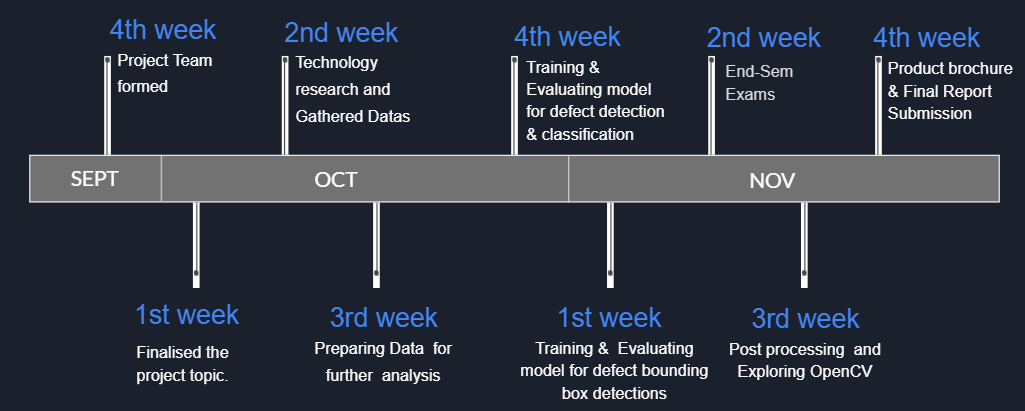 4th week
Project Team
formed
2nd week
Technology
research and
Gathered Datas
4th week
Training &
Evaluating model
for defect detection
& classification
2nd week
End-Sem
Exams
4th week
Product brochure
& Final Report
Submission
SEPT
OCT
NOV
1st week
Finalised the
project topic.
3rd week
Preparing Data for
further analysis
1st week
Training & Evaluating
model for defect bounding
box detections
3rd week
Post processing and
Exploring OpenCV